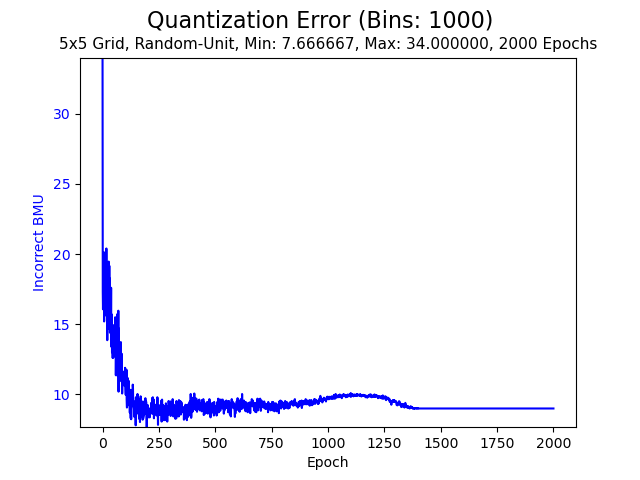 Quantization Error (Bins: 1000)
5x5 Grid, Random-Unit, Min: 7.666667, Max: 34.000000, 2000 Epochs
30
25
20
15
10
Incorrect BMU
0 250 500 750 1000 1250 1500 1750 2000
Epoch